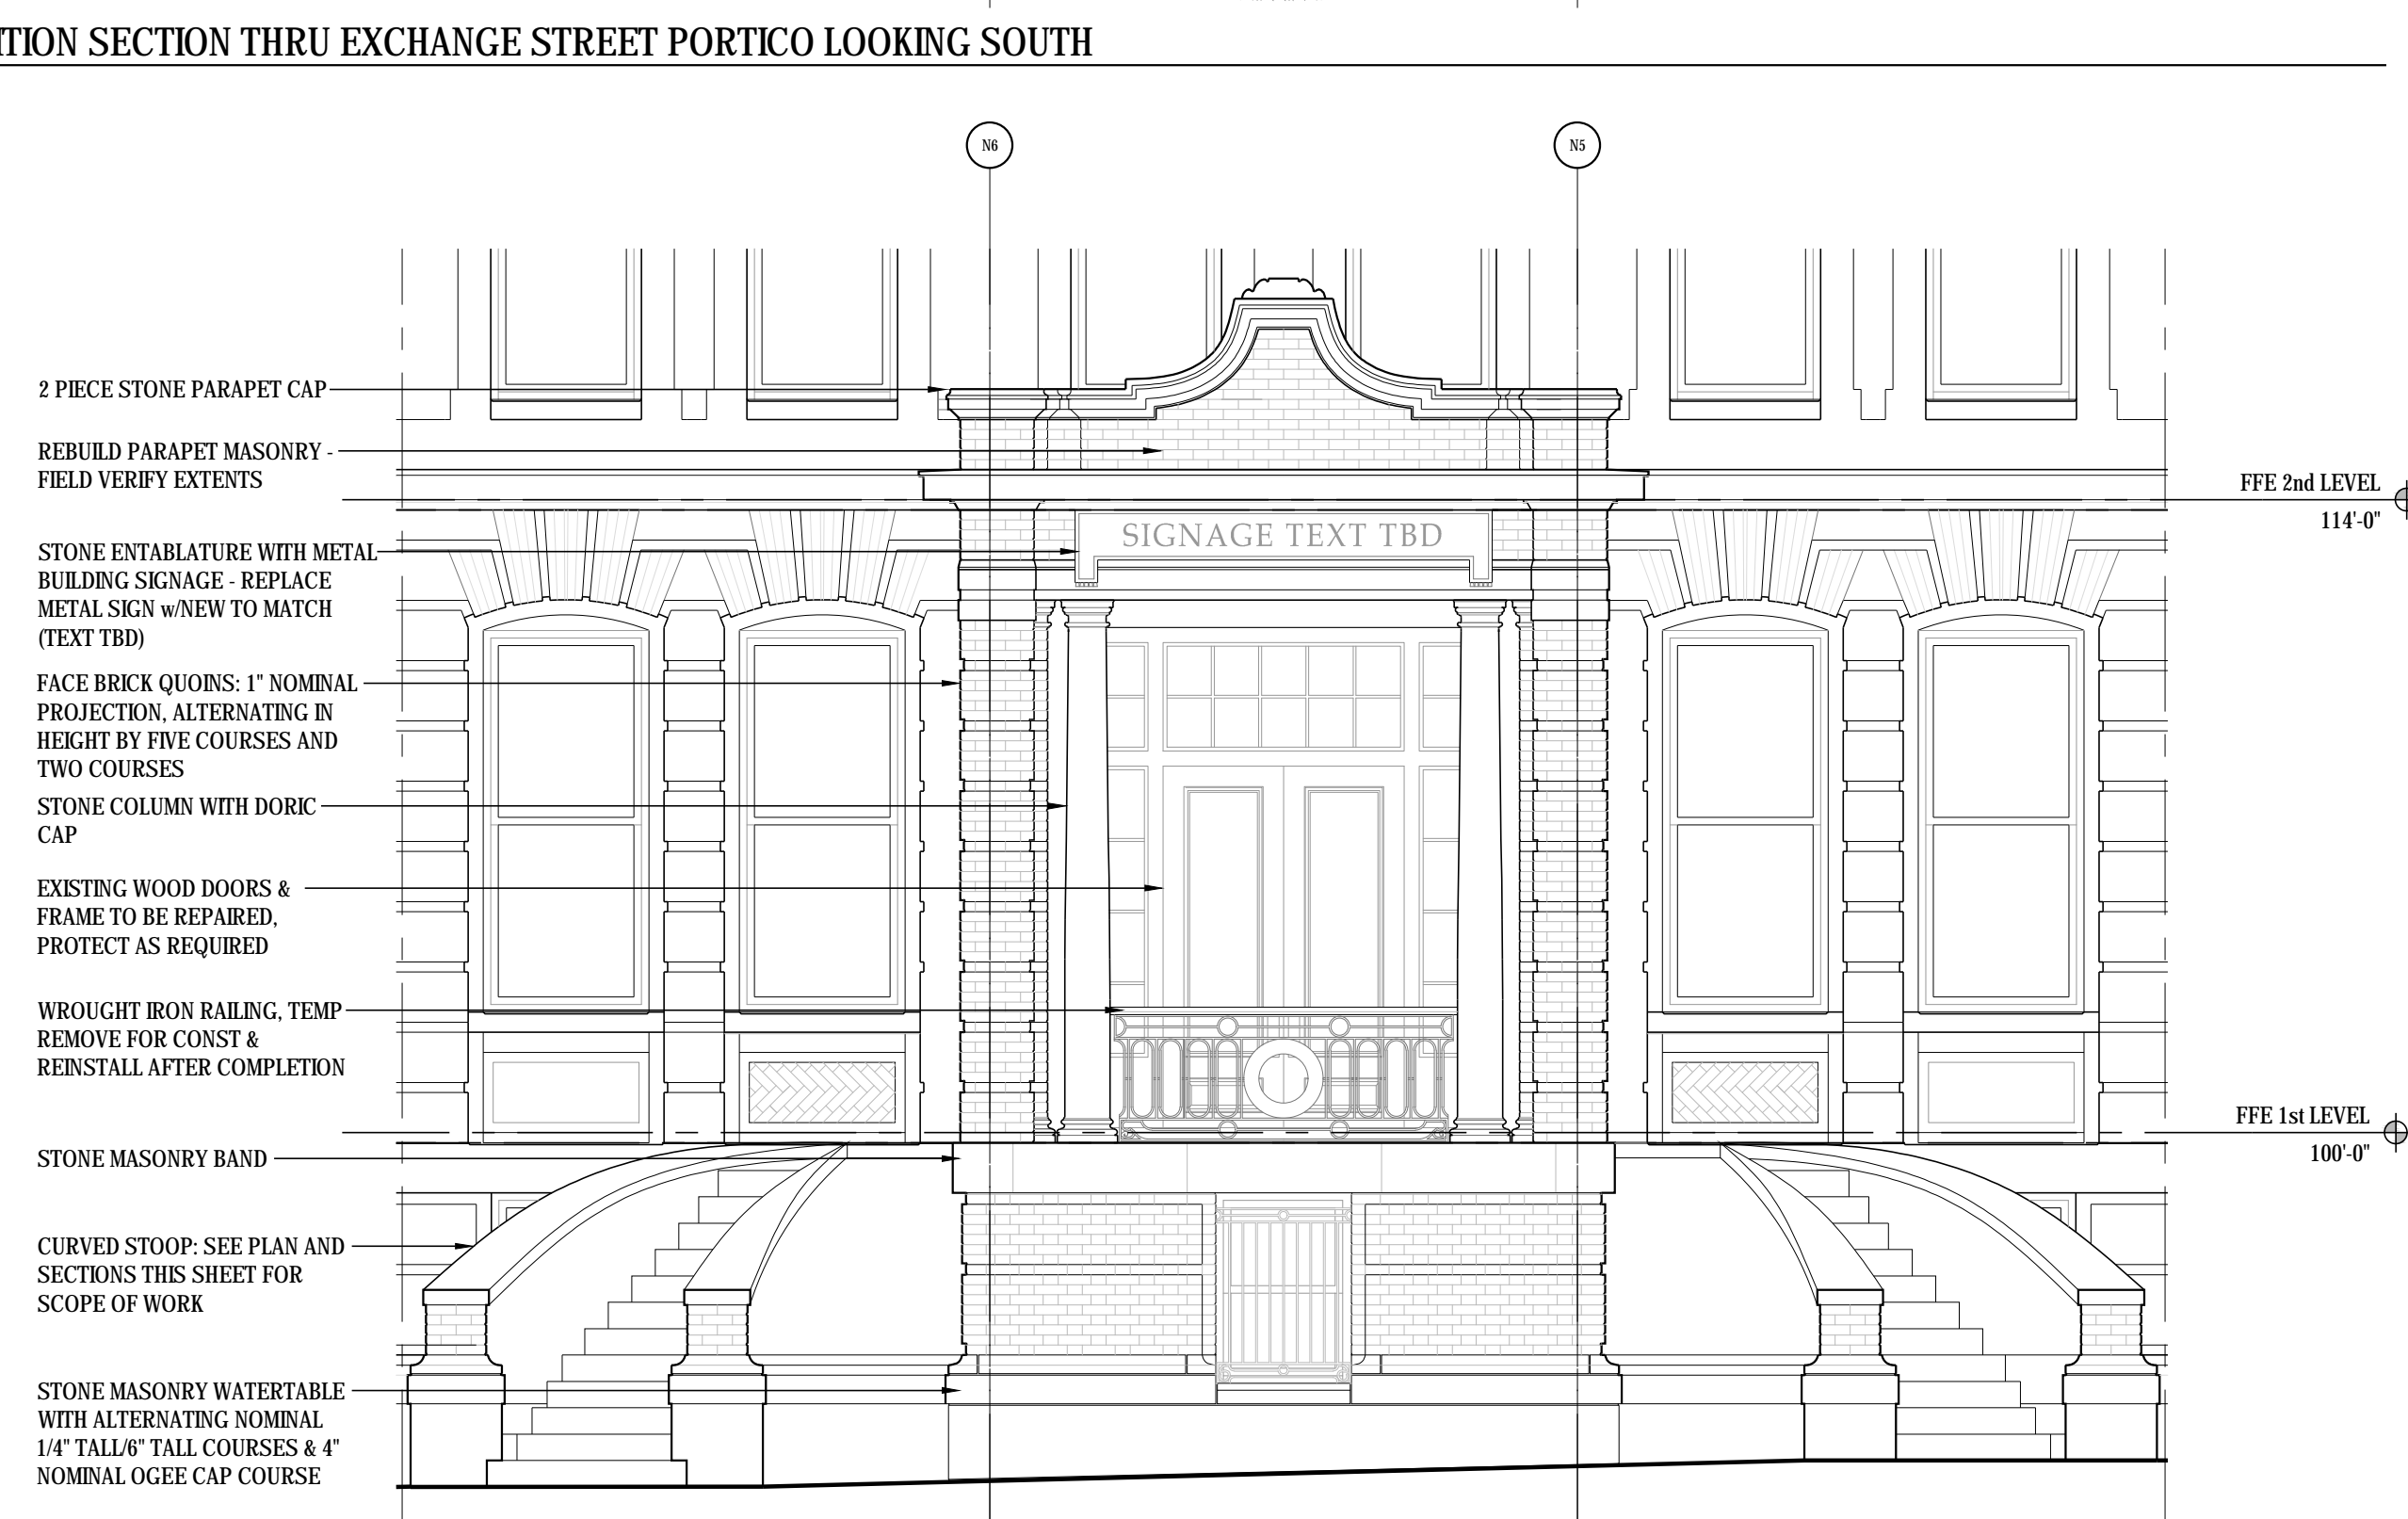 TION SECTION THRU EXCHANGE STREET PORTICO LOOKING SOUTH
N6
N5
2 PIECE STONE PARAPET CAP
REBUILD PARAPET MASONRY -
FIELD VERIFY EXTENTS
FFE 2nd LEVEL
114'-0"
SIGNAGE TEXT TBD
STONE ENTABLATURE WITH METAL
BUILDING SIGNAGE - REPLACE
METAL SIGN w/NEW TO MATCH
(TEXT TBD)
FACE BRICK QUOINS: 1" NOMINAL
PROJECTION, ALTERNATING IN
HEIGHT BY FIVE COURSES AND
TWO COURSES
STONE COLUMN WITH DORIC
CAP
EXISTING WOOD DOORS &
FRAME TO BE REPAIRED,
PROTECT AS REQUIRED
WROUGHT IRON RAILING, TEMP
REMOVE FOR CONST &
REINSTALL AFTER COMPLETION
FFE 1st LEVEL
100'-0"
STONE MASONRY BAND
CURVED STOOP: SEE PLAN AND
SECTIONS THIS SHEET FOR
SCOPE OF WORK
STONE MASONRY WATERTABLE
WITH ALTERNATING NOMINAL
1/4" TALL/6" TALL COURSES & 4"
NOMINAL OGEE CAP COURSE